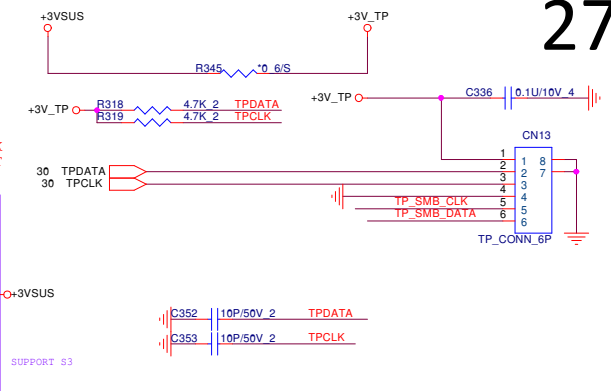 27
+3VSUS
+3V_TP
R345
*0_6/S
+3V_TP
R318
4.7K_2
TPDATA
R319
4.7K_2
TPCLK
+3V_TP
C336
0.1U/10V_4
CN13
30
TPDATA
30
TPCLK
1
2
3
4
5
6
1
2
3
4
5
6
8
7
TP_SMB_CLK
TP_SMB_DATA
TP_CONN_6P
+3VSUS
C352
10P/50V_2
TPDATA
C353
10P/50V_2
TPCLK
SUPPORT S3